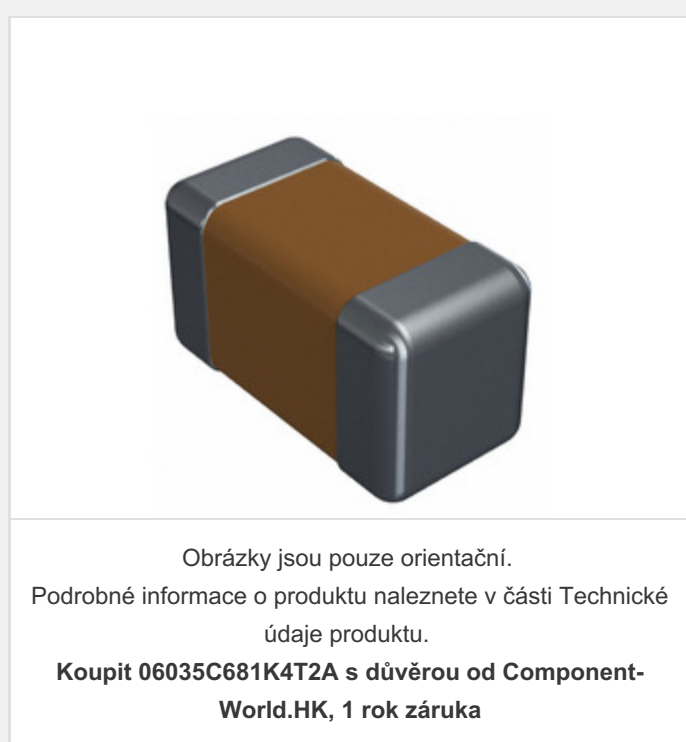 Obrázky jsou pouze orientační.
Podrobné informace o produktu naleznete v části Technické
údaje produktu.
Koupit 06035C681K4T2A s důvěrou od Component-
World.HK, 1 rok záruka